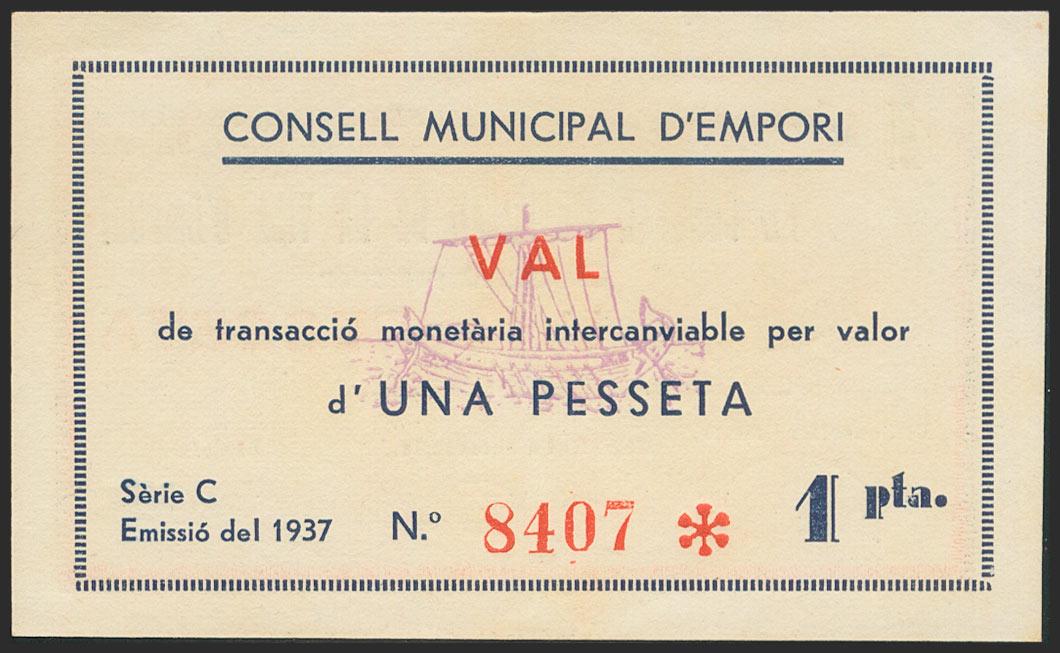 CONSELL MUNICIPAL D'EMPORI
VAL
de transacció monetària intercanviable per valor
d'UNA PESSETA
Sèrie C
Emissió del 1937 N.º 8407 * 1 pta.